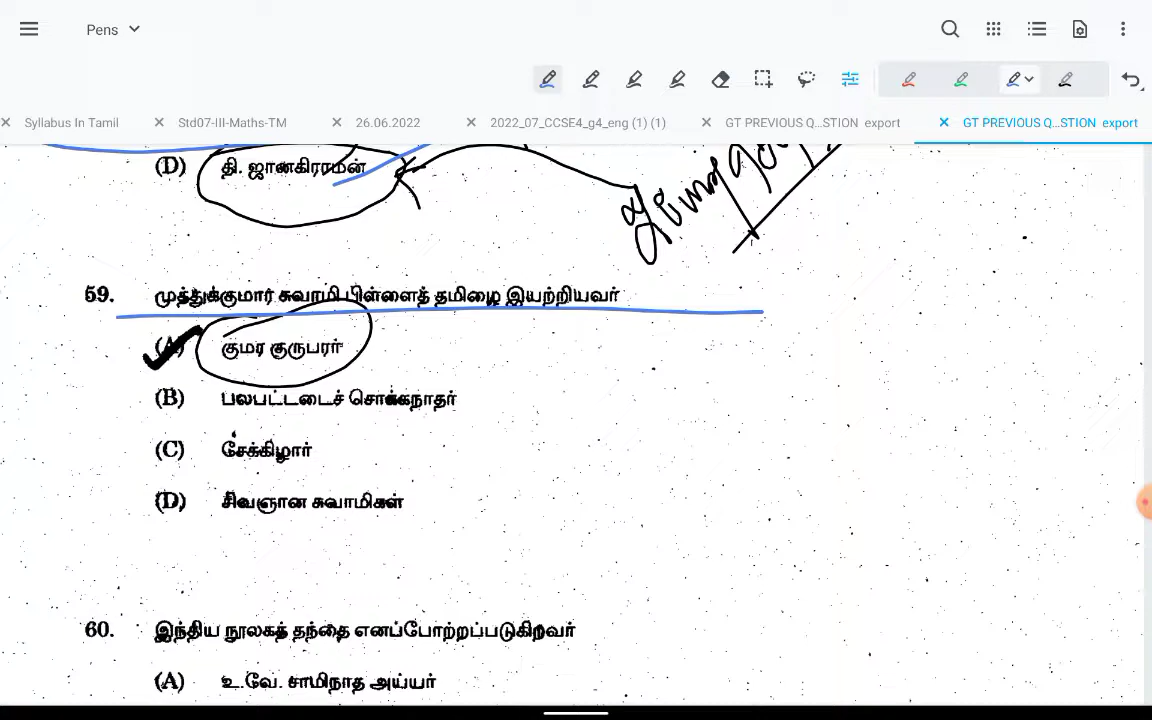 Pens
Syllabus In Tamil
Std07-III-Maths-TM
26.06.2022
2022_07_CCSE4_g4_eng (1) (1)
GT PREVIOUS Q...STION export
GT PREVIOUS Q...STION export
(D) தி. ஜானகிராமன்
59. முத்துக்குமார சுவாமி பிள்ளைத் தமிழை இயற்றியவர்
(A) குமர குருபரர்
(B) பலபட்டடைச் சொக்கநாதர்
(C) சேக்கிழார்
(D) சிவஞான சுவாமிகள்
60. இந்திய நூலகத் தந்தை எனப்போற்றப்படுகிறவர்
(A) உ.வே. சாமிநாத அய்யர்